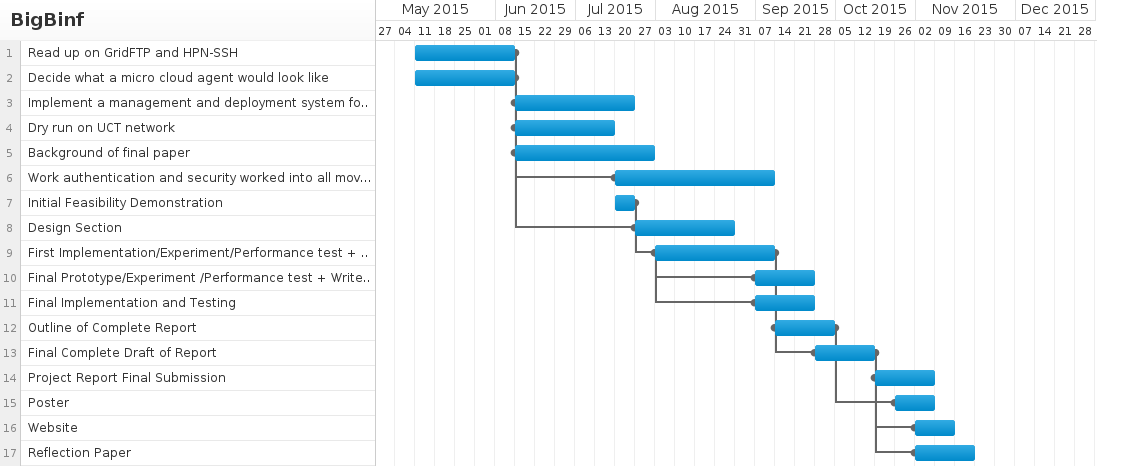 BigBinf
May 2015 Jun 2015 Jul 2015 Aug 2015 Sep 2015 Oct 2015 Nov 2015 Dec 2015
27 04 11 18 25 01 08 15 22 29 06 13 20 27 03 10 17 24 31 07 14 21 28 05 12 19 26 02 09 16 23 30 07 14 21 28
1 Read up on GridFTP and HPN-SSH
2 Decide what a micro cloud agent would look like
3 Implement a management and deployment system fo..
4 Dry run on UCT network
5 Background of final paper
6 Work authentication and security worked into all mov...
7 Initial Feasibility Demonstration
8 Design Section
9 First Implementation/Experiment/Performance test + ..
10 Final Prototype/Experiment /Performance test + Write..
11 Final Implementation and Testing
12 Outline of Complete Report
13 Final Complete Draft of Report
14 Project Report Final Submission
15 Poster
16 Website
17 Reflection Paper